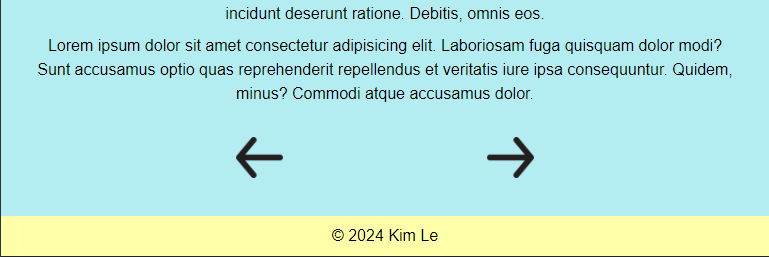 incidunt deserunt ratione. Debitis, omnis eos.
Lorem ipsum dolor sit amet consectetur adipisicing elit. Laboriosam fuga quisquam dolor modi?
Sunt accusamus optio quas reprehenderit repellendus et veritatis iure ipsa consequuntur. Quidem,
minus? Commodi atque accusamus dolor.
© 2024 Kim Le